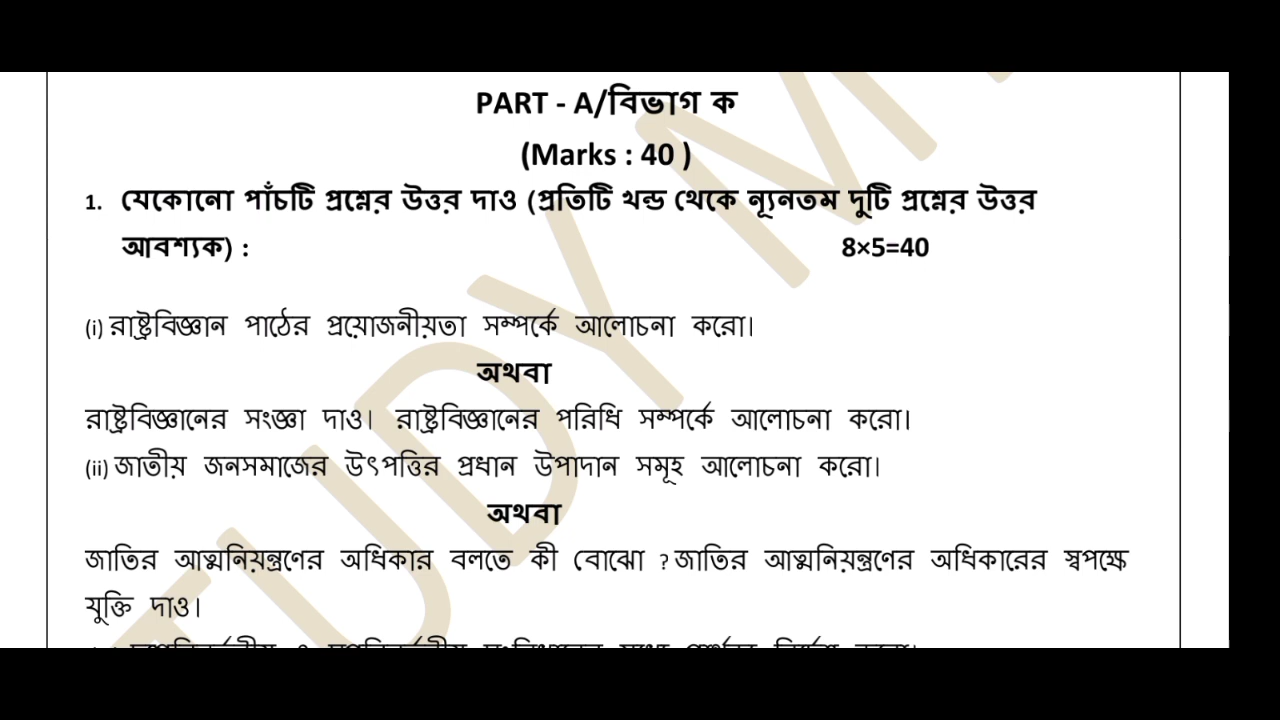 PART - A/বিভাগ ক
(Marks : 40 )
1. যেকোনো পাঁচটি প্রশ্নের উত্তর দাও (প্রতিটি খন্ড থেকে ন্যূনতম দুটি প্রশ্নের উত্তর
আবশ্যক) : 8×5=40
(i) রাষ্ট্রবিজ্ঞান পাঠের প্রয়োজনীয়তা সম্পর্কে আলোচনা করো।
অথবা
রাষ্ট্রবিজ্ঞানের সংজ্ঞা দাও। রাষ্ট্রবিজ্ঞানের পরিধি সম্পর্কে আলোচনা করো।
(ii) জাতীয় জনসমাজের উৎপত্তির প্রধান উপাদান সমূহ আলোচনা করো।
অথবা
জাতির আত্মনিয়ন্ত্রণের অধিকার বলতে কী বোঝো ? জাতির আত্মনিয়ন্ত্রণের অধিকারের স্বপক্ষে
যুক্তি দাও।